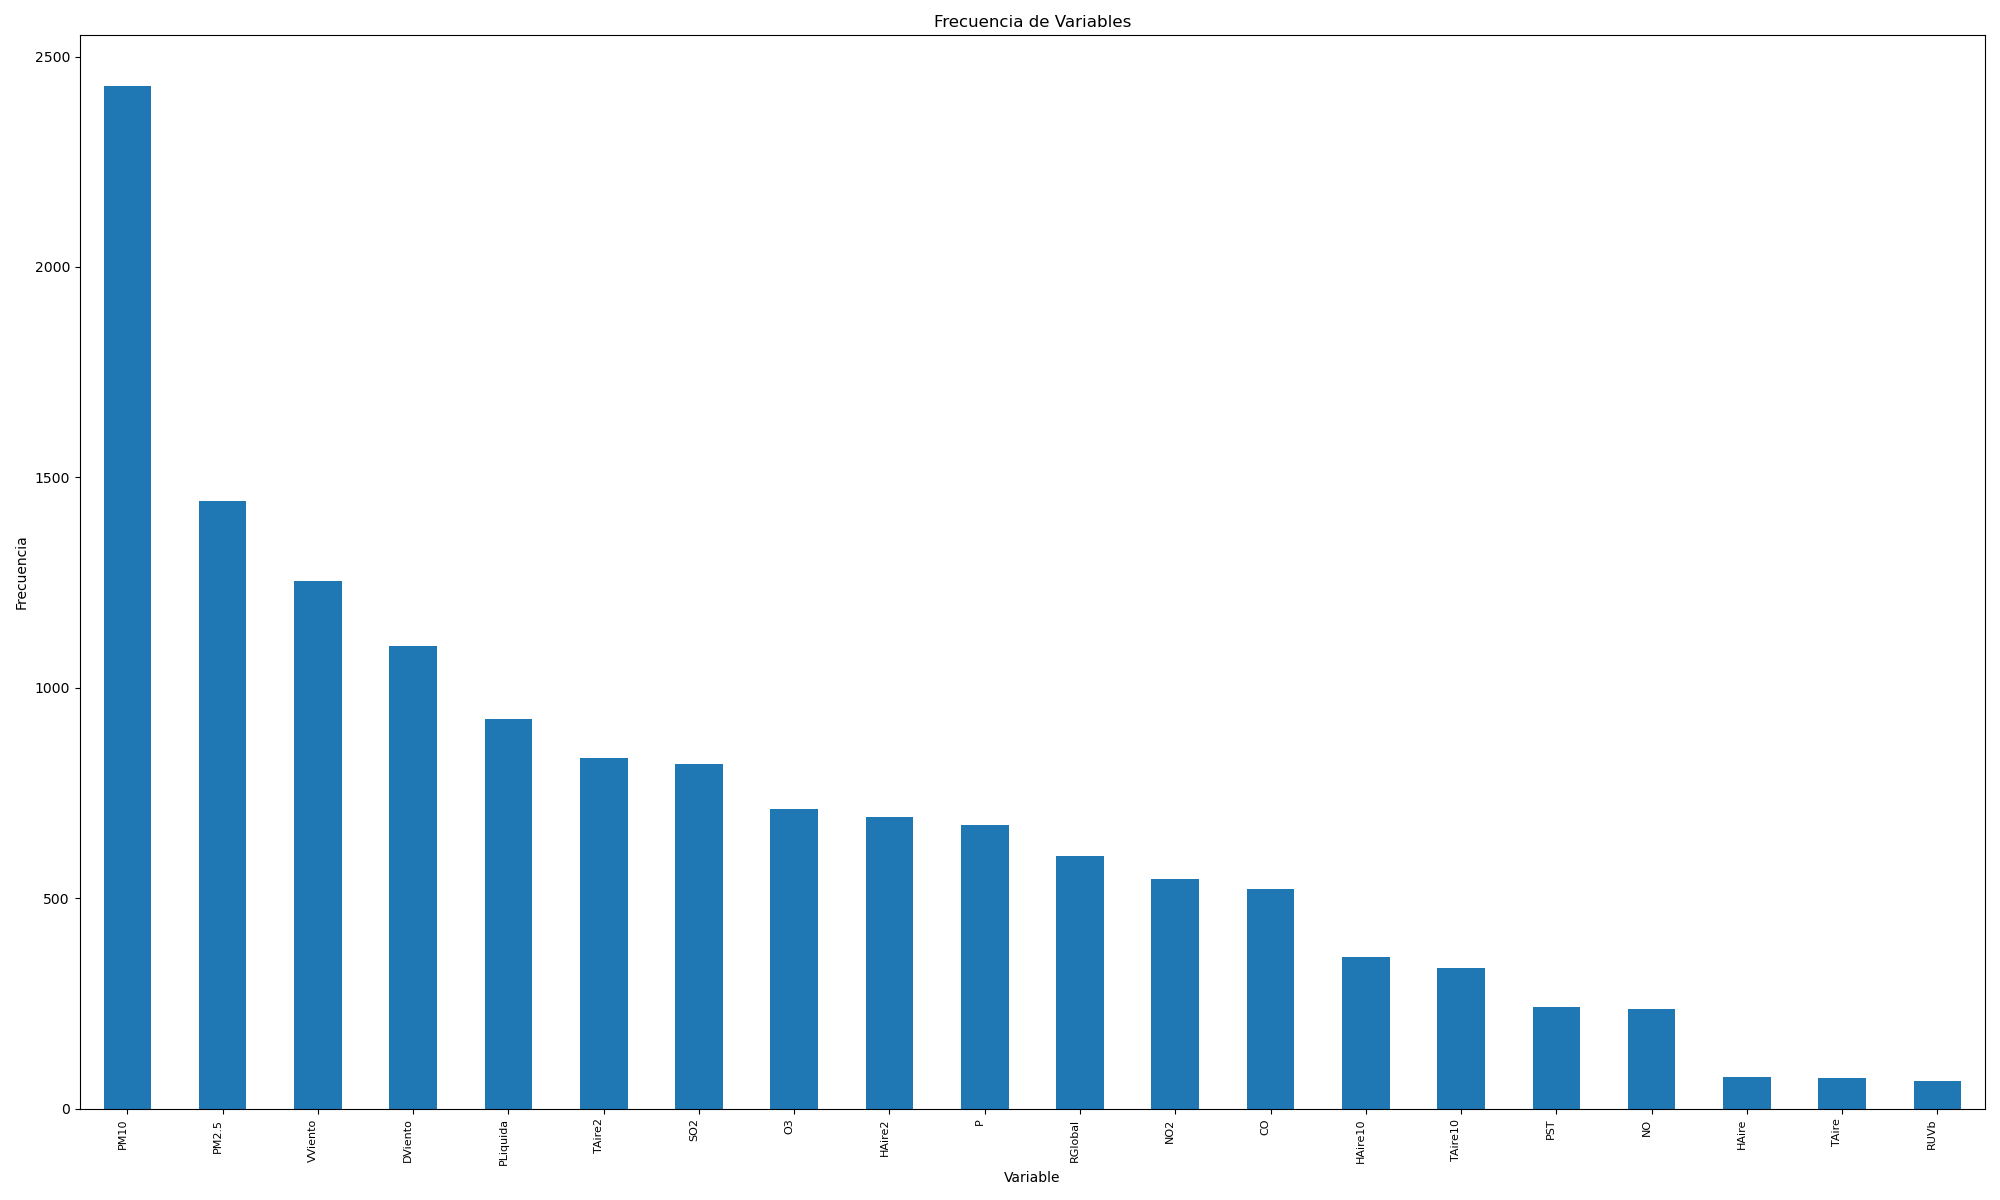 Frecuencia de Variables
2500
2000
1500
1000
500
0
Frecuencia
PM10
PM2.5
VViento
DViento
PLiquida
TAire2
SO2
O3
HAire2
P
RGlobal
NO2
CO
HAire10
TAire10
PST
NO
HAire
TAire
RUVb
Variable